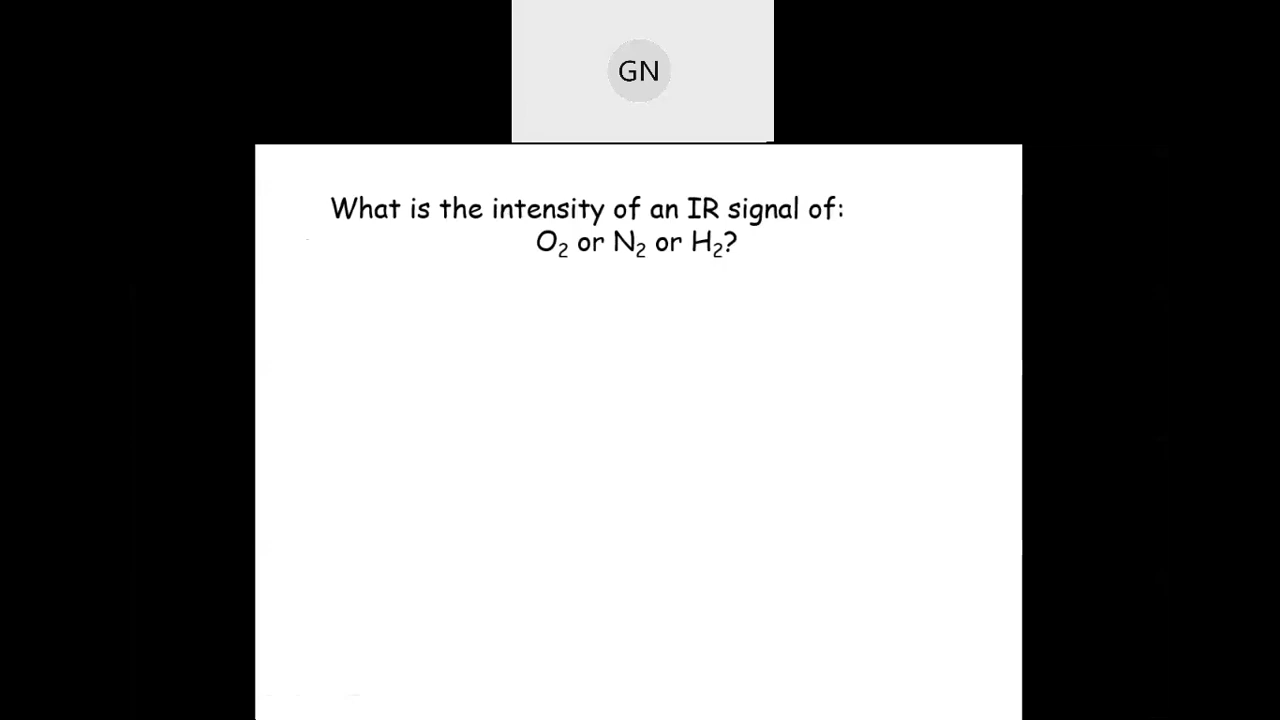 GN
What is the intensity of an IR signal of:
O₂ or N₂ or H₂?